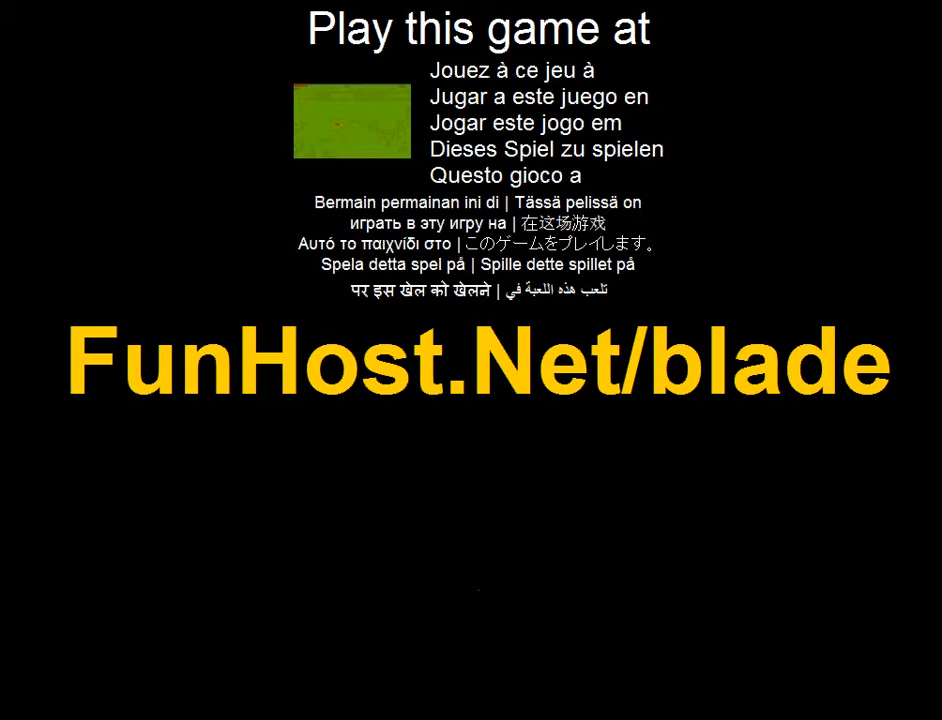 Play this game at
Jouez à ce jeu à
Jugar a este juego en
Jogar este jogo em
Dieses Spiel zu spielen
Questo gioco a
Bermain permainan ini di | Tässä pelissä on
играть в эту игру на | 在这场游戏
Αυτό το παιχνίδι στο | このゲームをプレイします。
Spela detta spel på | Spille dette spillet på
पर इस खेल को खेलने | تلعب هذه اللعبة في
FunHost.Net/blade